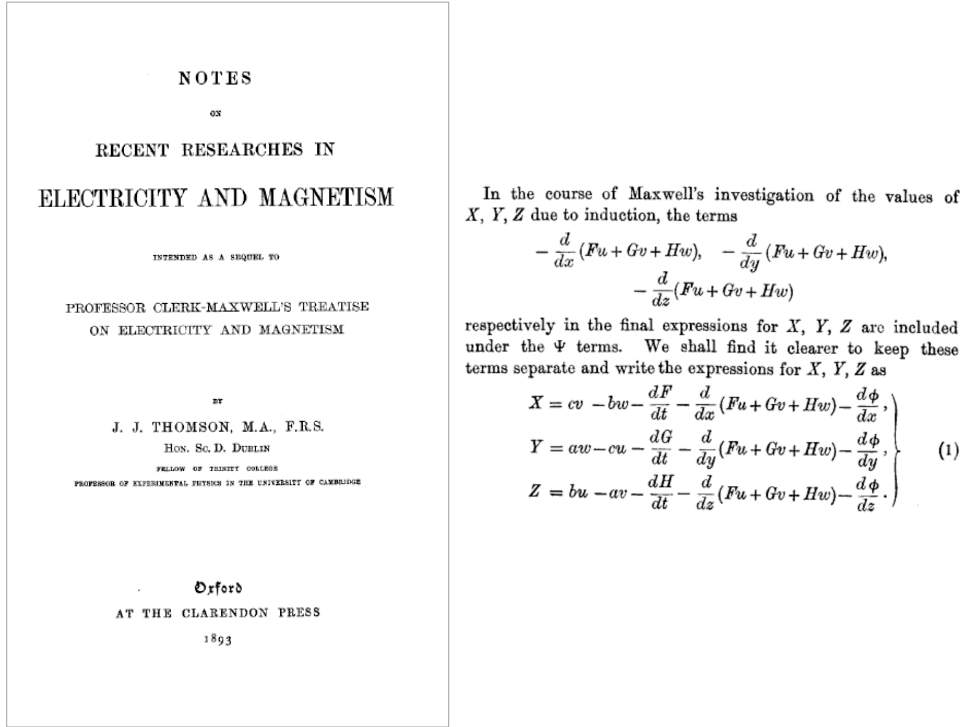 NOTES
ON
RECENT RESEARCHES IN
ELECTRICITY AND MAGNETISM
INTENDED AS A SEQUEL TO
PROFESSOR CLERK-MAXWELL'S TREATISE
ON ELECTRICITY AND MAGNETISM
BY
J. J. THOMSON, M.A., F.R.S.
HON. SC. D. DUBLIN
FELLOW OF TRINITY COLLEGE
PROFESSOR OF EXPERIMENTAL PHYSICS IN THE UNIVERSITY OF CAMBRIDGE
Oxford
AT THE CLARENDON PRESS
1893
In the course of Maxwell's investigation of the values of
X, Y, Z due to induction, the terms
− d/dx (Fu + Gv + Hw), − d/dy (Fu + Gv + Hw),
− d/dz (Fu + Gv + Hw)
respectively in the final expressions for X, Y, Z are included
under the Ψ terms. We shall find it clearer to keep these
terms separate and write the expressions for X, Y, Z as
X = cv − bw − dF/dt − d/dx (Fu + Gv + Hw) − dϕ/dx,
Y = aw − cu − dG/dt − d/dy (Fu + Gv + Hw) − dϕ/dy, (1)
Z = bu − av − dH/dt − d/dz (Fu + Gv + Hw) − dϕ/dz.